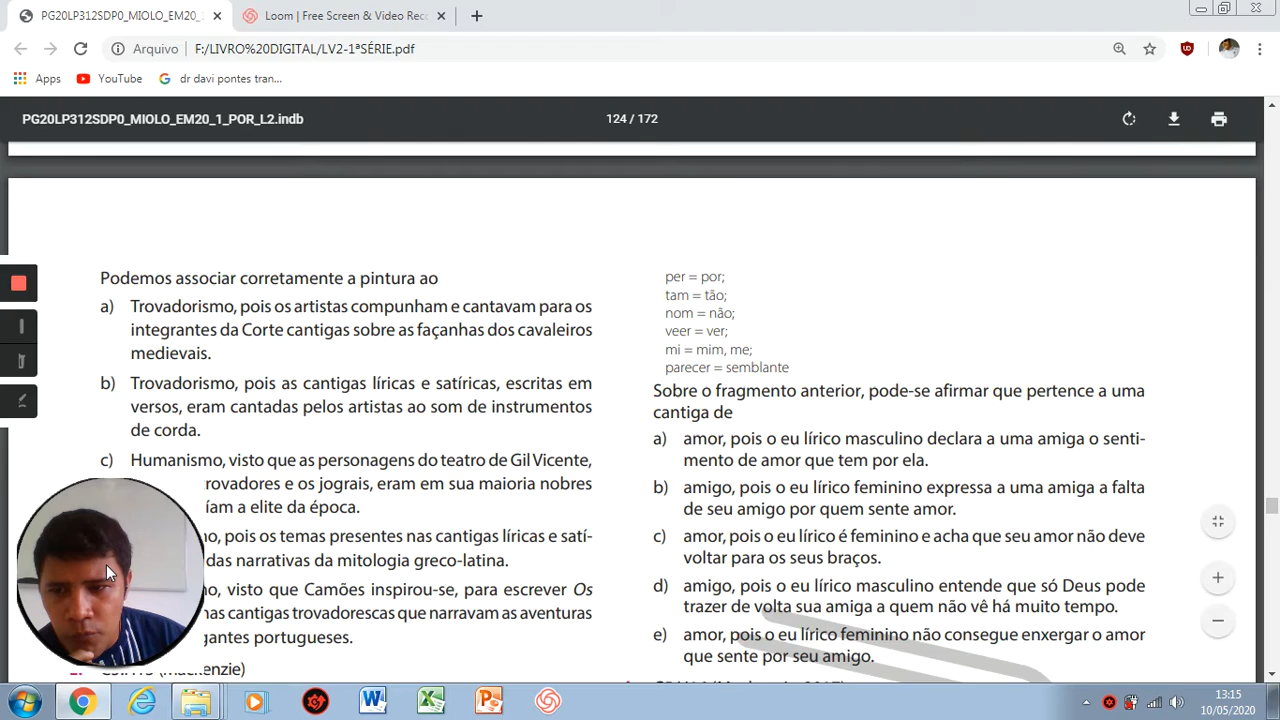 PG20LP312SDP0_MIOLO_EM20_
Loom | Free Screen & Video Rec
Arquivo | F:/LIVRO%20DIGITAL/LV2-1ªSÉRIE.pdf
Apps YouTube dr davi pontes tran...
PG20LP312SDP0_MIOLO_EM20_1_POR_L2.indb 124 / 172
Podemos associar corretamente a pintura ao
a) Trovadorismo, pois os artistas compunham e cantavam para os
integrantes da Corte cantigas sobre as façanhas dos cavaleiros
medievais.
b) Trovadorismo, pois as cantigas líricas e satíricas, escritas em
versos, eram cantadas pelos artistas ao som de instrumentos
de corda.
c) Humanismo, visto que as personagens do teatro de Gil Vicente,
rovadores e os jograis, eram em sua maioria nobres
íam a elite da época.
o, pois os temas presentes nas cantigas líricas e satí-
das narrativas da mitologia greco-latina.
o, visto que Camões inspirou-se, para escrever Os
nas cantigas trovadorescas que narravam as aventuras
gantes portugueses.
(Mackenzie)
per = por;
tam = tão;
nom = não;
veer = ver;
mi = mim, me;
parecer = semblante
Sobre o fragmento anterior, pode-se afirmar que pertence a uma
cantiga de
a) amor, pois o eu lírico masculino declara a uma amiga o senti-
mento de amor que tem por ela.
b) amigo, pois o eu lírico feminino expressa a uma amiga a falta
de seu amigo por quem sente amor.
c) amor, pois o eu lírico é feminino e acha que seu amor não deve
voltar para os seus braços.
d) amigo, pois o eu lírico masculino entende que só Deus pode
trazer de volta sua amiga a quem não vê há muito tempo.
e) amor, pois o eu lírico feminino não consegue enxergar o amor
que sente por seu amigo.
13:15
10/05/2020